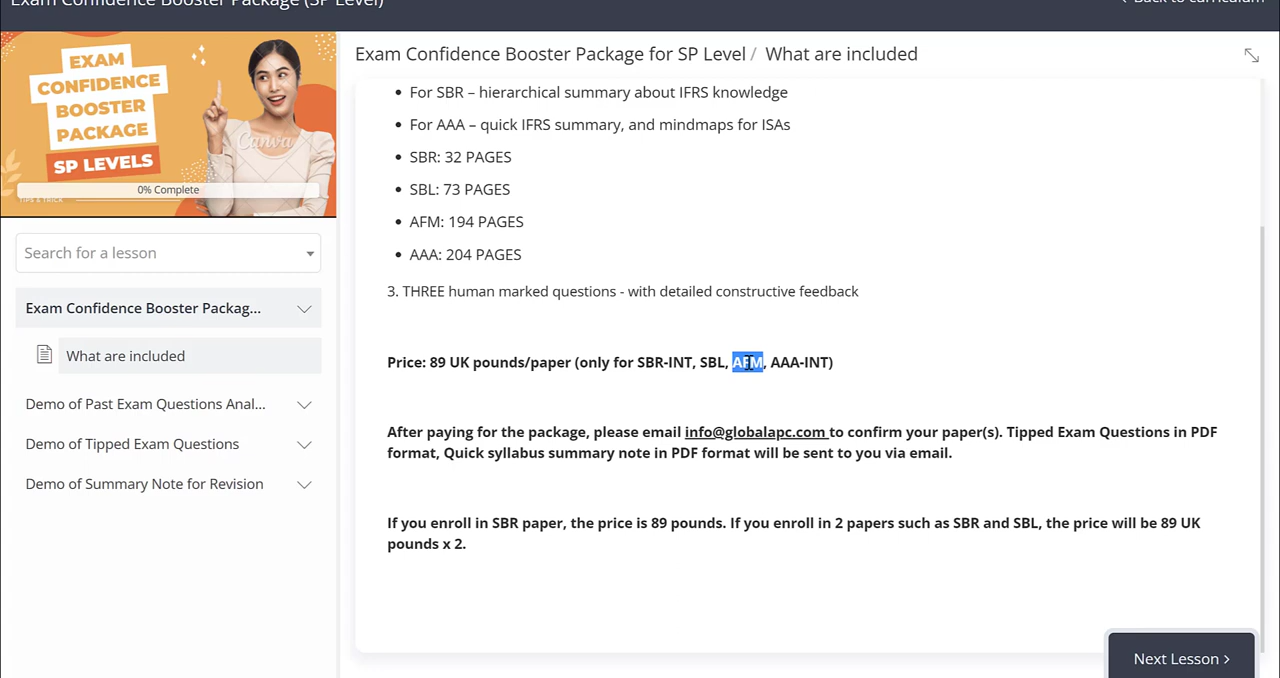 Exam Confidence Booster Package (SP Level)
Back to curriculum
EXAM
CONFIDENCE
BOOSTER
PACKAGE
SP LEVELS
Canva
0% Complete
TIPS & TRICK
Search for a lesson
Exam Confidence Booster Packag...
What are included
Demo of Past Exam Questions Anal...
Demo of Tipped Exam Questions
Demo of Summary Note for Revision
Exam Confidence Booster Package for SP Level / What are included
• For SBR – hierarchical summary about IFRS knowledge
• For AAA – quick IFRS summary, and mindmaps for ISAs
• SBR: 32 PAGES
• SBL: 73 PAGES
• AFM: 194 PAGES
• AAA: 204 PAGES
3. THREE human marked questions - with detailed constructive feedback
Price: 89 UK pounds/paper (only for SBR-INT, SBL, AFM, AAA-INT)
After paying for the package, please email info@globalapc.com to confirm your paper(s). Tipped Exam Questions in PDF
format, Quick syllabus summary note in PDF format will be sent to you via email.
If you enroll in SBR paper, the price is 89 pounds. If you enroll in 2 papers such as SBR and SBL, the price will be 89 UK
pounds x 2.
Next Lesson >